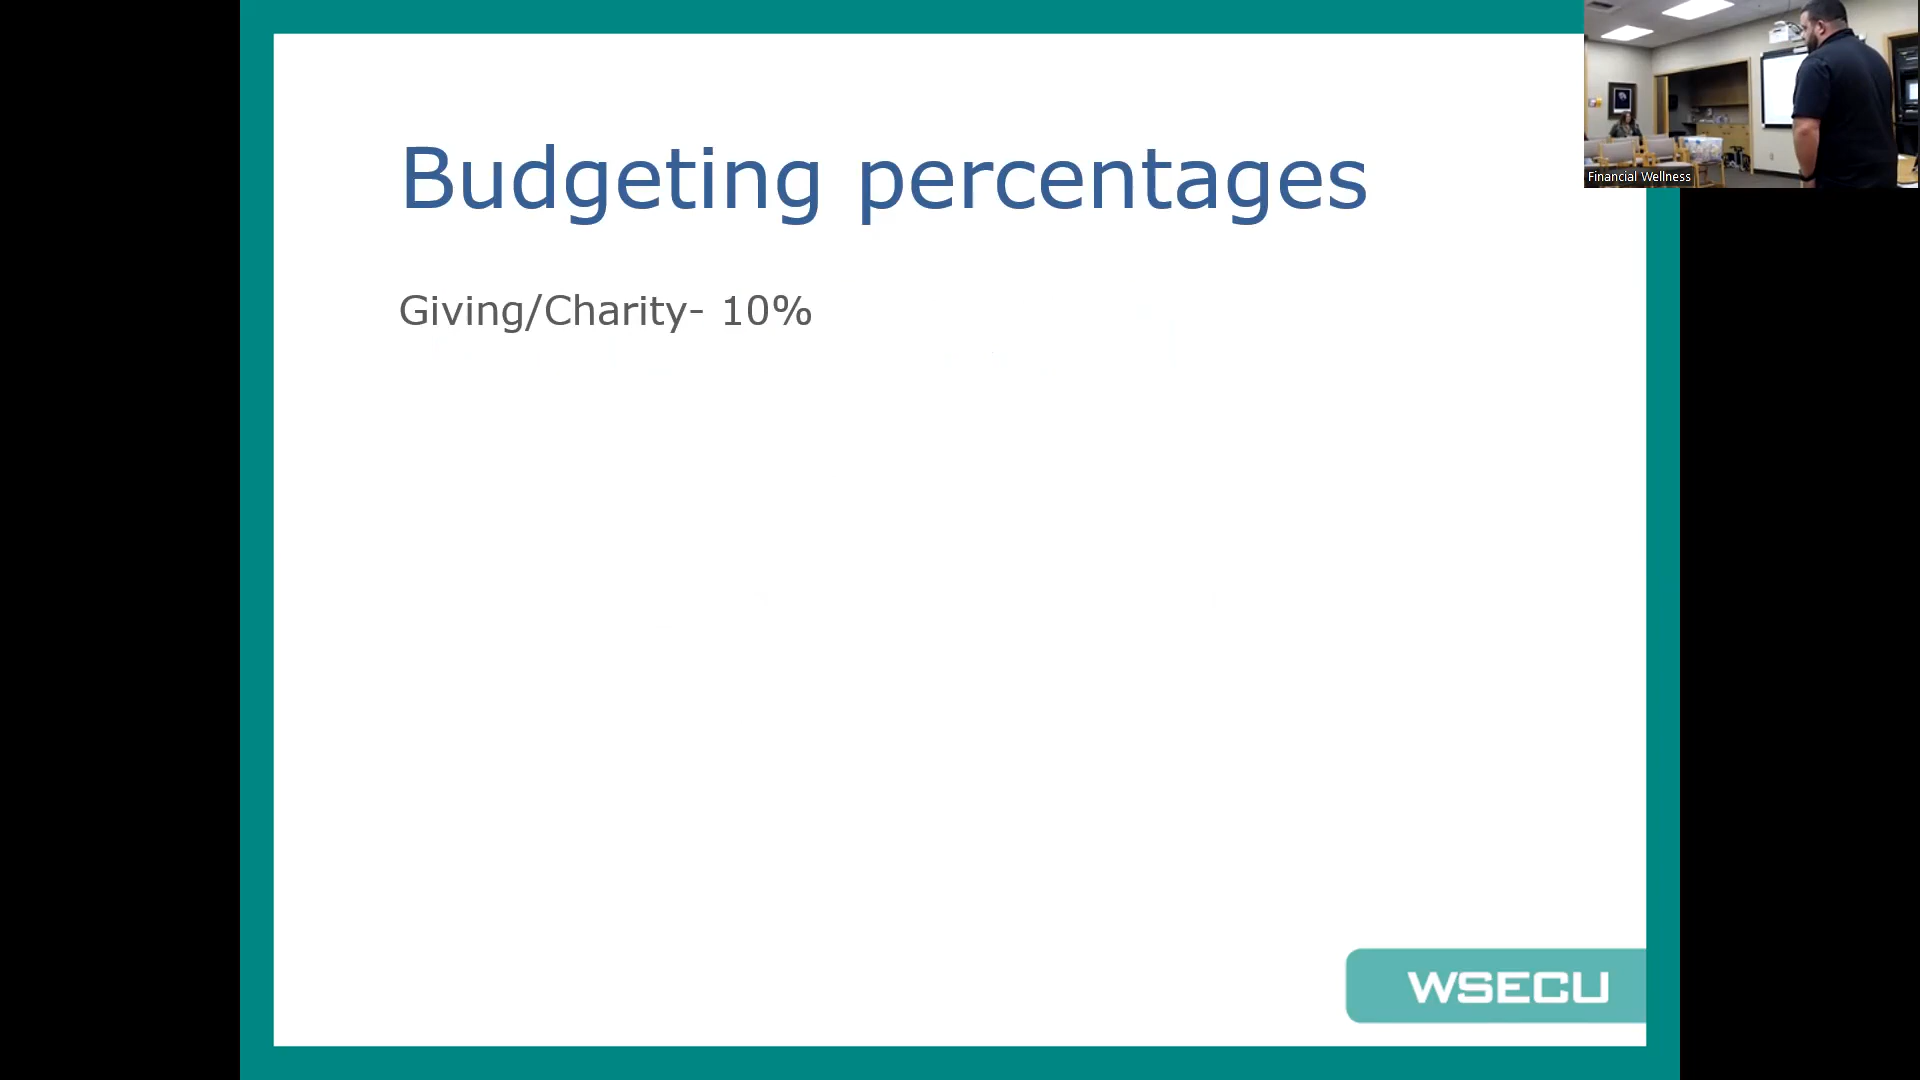 Budgeting percentages
Giving/Charity- 10%
Financial Wellness
WSECU